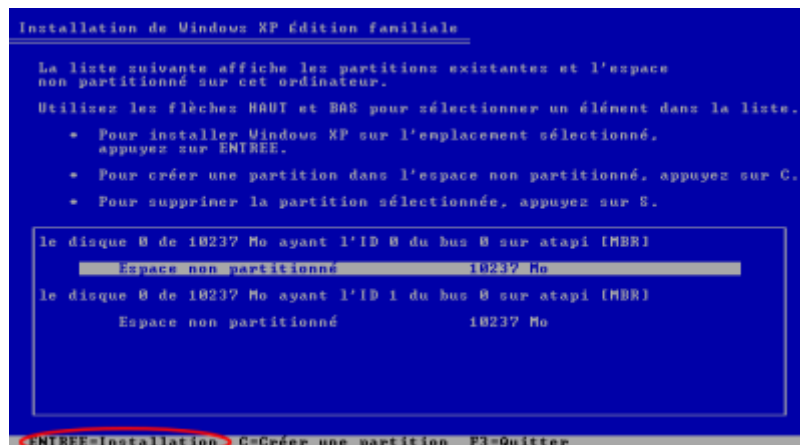 Installation de Windows XP Édition familiale
La liste suivante affiche les partitions existantes et l'espace
non partitionné sur cet ordinateur.
Utilisez les flèches HAUT et BAS pour sélectionner un élément dans la liste.
• Pour installer Windows XP sur l'emplacement sélectionné,
appuyez sur ENTREE.
• Pour créer une partition dans l'espace non partitionné, appuyez sur C.
• Pour supprimer la partition sélectionnée, appuyez sur S.
le disque 0 de 10237 Mo ayant l'ID 0 du bus 0 sur atapi [MBR]
Espace non partitionné 10237 Mo
le disque 0 de 10237 Mo ayant l'ID 1 du bus 0 sur atapi [MBR]
Espace non partitionné 10237 Mo
ENTREE=Installation C=Créer une partition F3=Quitter